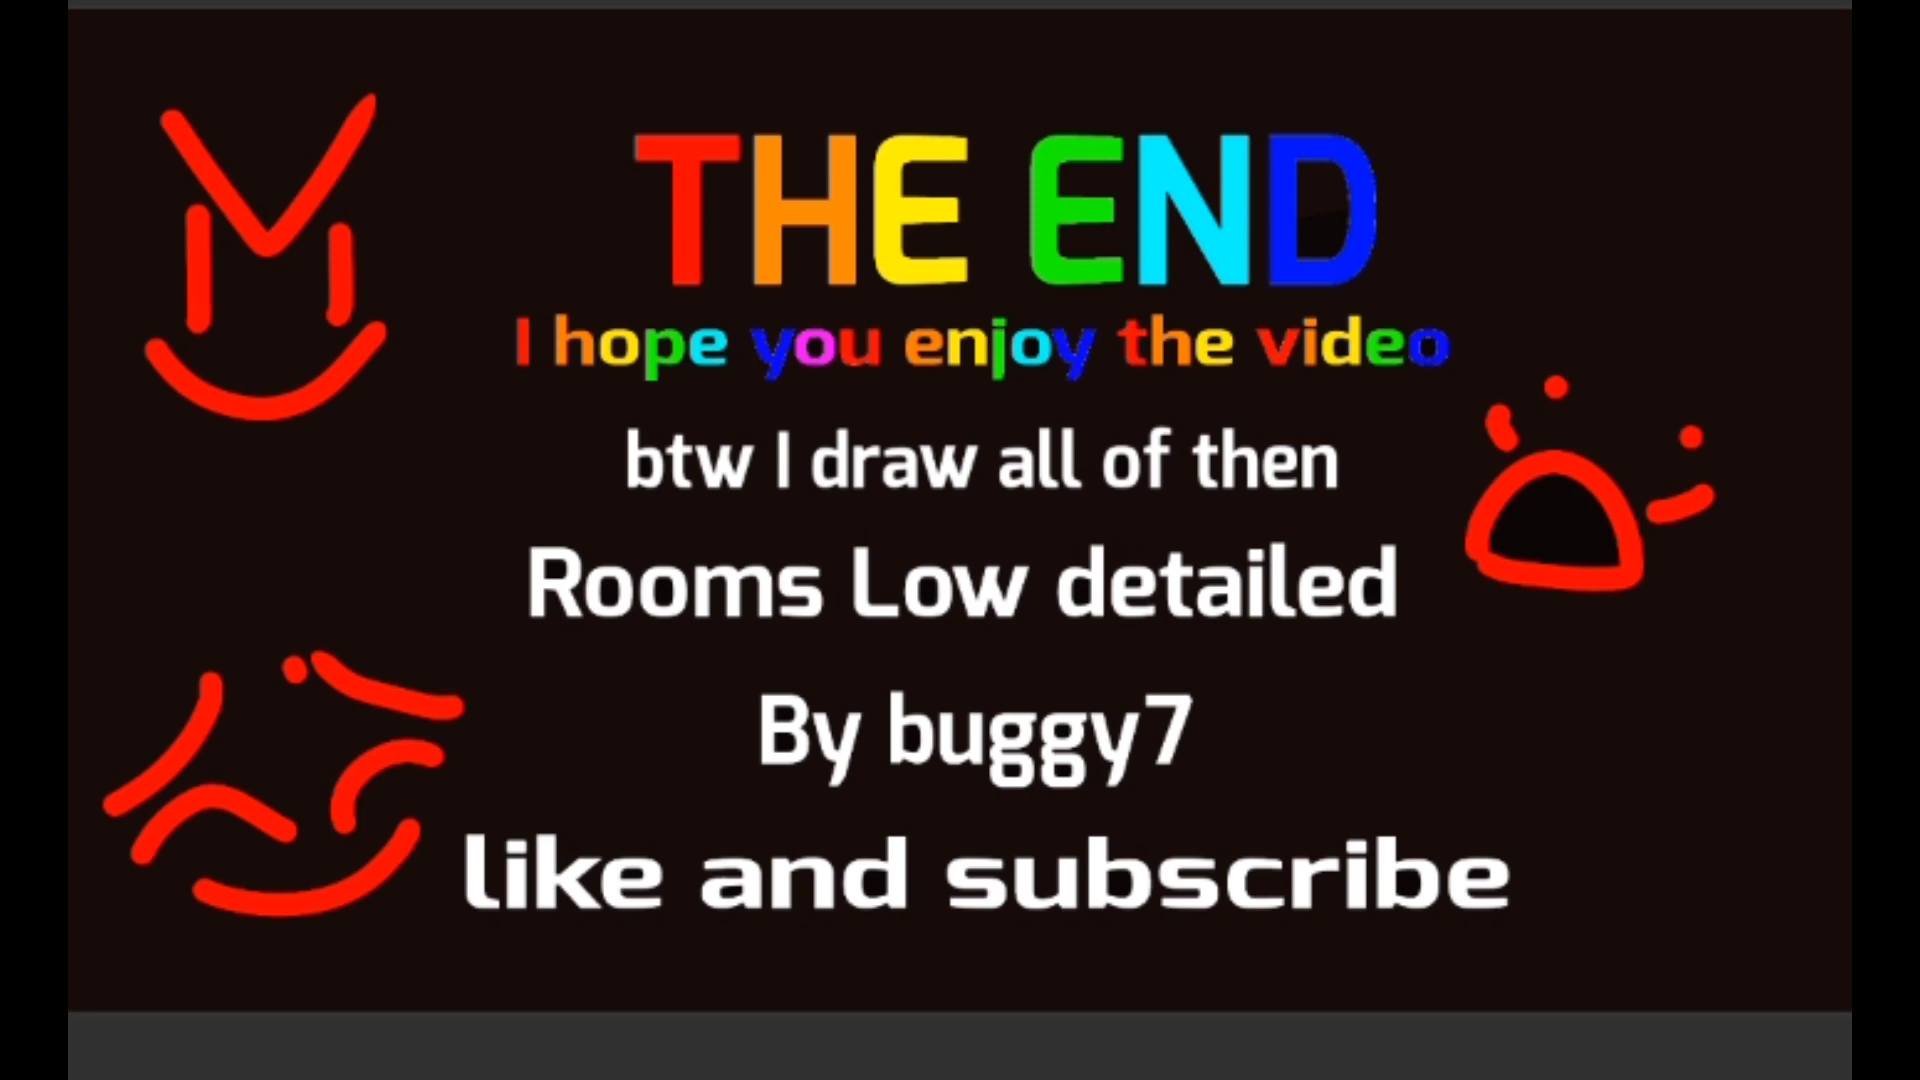 THE END
I hope you enjoy the video
btw I draw all of then
Rooms Low detailed
By buggy7
like and subscribe